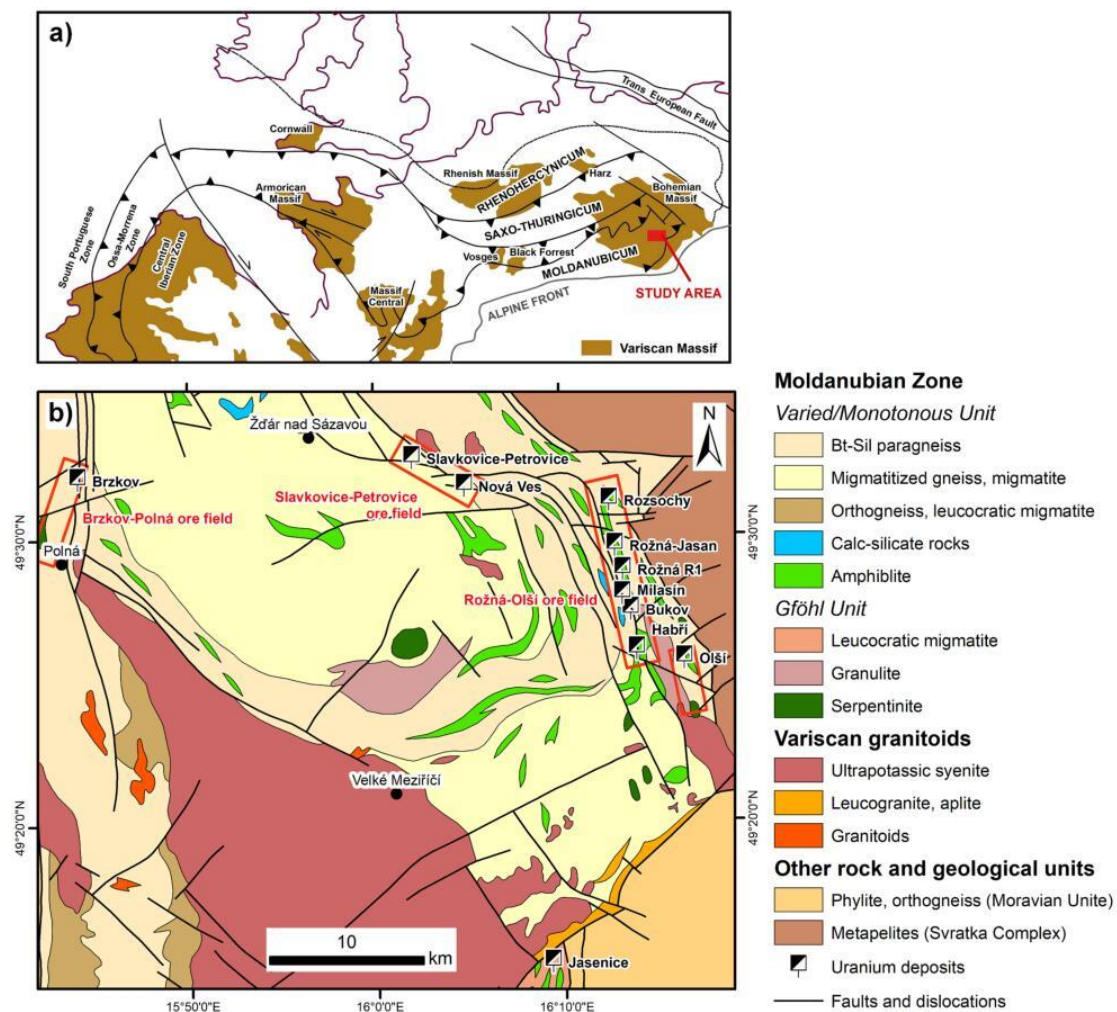 a)
Trans European Fault
Cornwall
Rhenish Massif
RHENOHERCYNICUM
Harz
Armorican
Massif
Bohemian
Massif
SAXO-THURINGICUM
South Portuguese
Zone
Ossa-Morrena
Zone
Central
Iberian Zone
Vosges
Black Forrest
MOLDANUBICUM
Massif
Central
ALPINE FRONT
STUDY AREA
Variscan Massif
b)
Žďár nad Sázavou
N
Slavkovice-Petrovice
Brzkov
Nová Ves
Slavkovice-Petrovice
ore field
Rozsochy
Brzkov-Polná ore field
Polná
Rožná-Jasan
Rožná R1
Milasín
Rožná-Olší ore field
Bukov
Habří
Olší
Velké Meziříčí
10
km
Jasenice
49°30'0"N
49°20'0"N
49°30'0"N
49°20'0"N
15°50'0"E
16°0'0"E
16°10'0"E
Moldanubian Zone
Varied/Monotonous Unit
Bt-Sil paragneiss
Migmatitized gneiss, migmatite
Orthogneiss, leucocratic migmatite
Calc-silicate rocks
Amphiblite
Gföhl Unit
Leucocratic migmatite
Granulite
Serpentinite
Variscan granitoids
Ultrapotassic syenite
Leucogranite, aplite
Granitoids
Other rock and geological units
Phylite, orthogneiss (Moravian Unite)
Metapelites (Svratka Complex)
Uranium deposits
Faults and dislocations